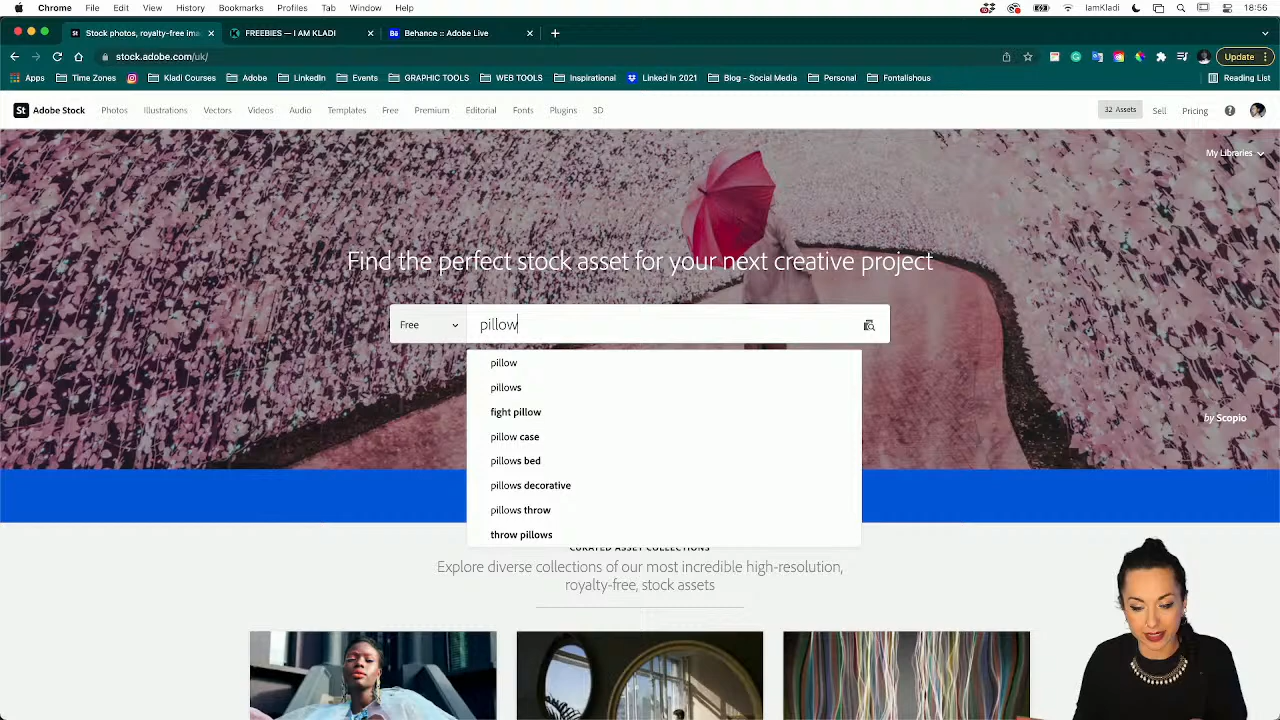 Chrome File Edit View History Bookmarks Profiles Tab Window Help IamKladi 18:56
Stock photos, royalty-free ima FREEBIES — I AM KLADI Behance :: Adobe Live
stock.adobe.com/uk/ Update
Apps Time Zones Kladi Courses Adobe LinkedIn Events GRAPHIC TOOLS WEB TOOLS Inspirational Linked In 2021 Blog - Social Media Personal Fontalishous Reading List
St Adobe Stock Photos Illustrations Vectors Videos Audio Templates Free Premium Editorial Fonts Plugins 3D 32 Assets Sell Pricing
My Libraries
Find the perfect stock asset for your next creative project
Free pillow
pillow
pillows
fight pillow
by Scopio
pillow case
pillows bed
pillows decorative
pillows throw
throw pillows
CURATED ASSET COLLECTIONS
Explore diverse collections of our most incredible high-resolution,
royalty-free, stock assets